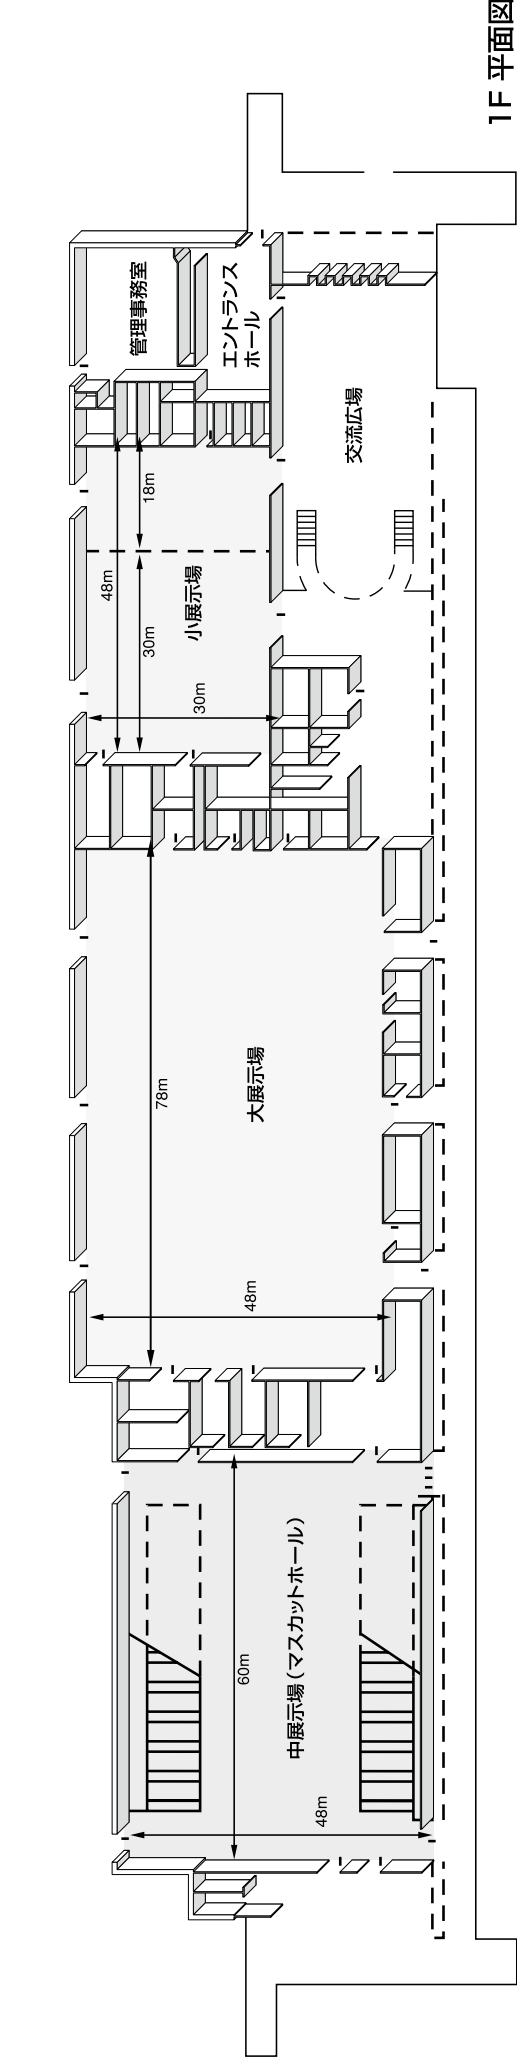 1F 平面図
管理事務室
エントランス
ホール
交流広場
18m
48m
30m
小展示場
30m
78m
大展示場
48m
60m
中展示場（マスカットホール）
48m